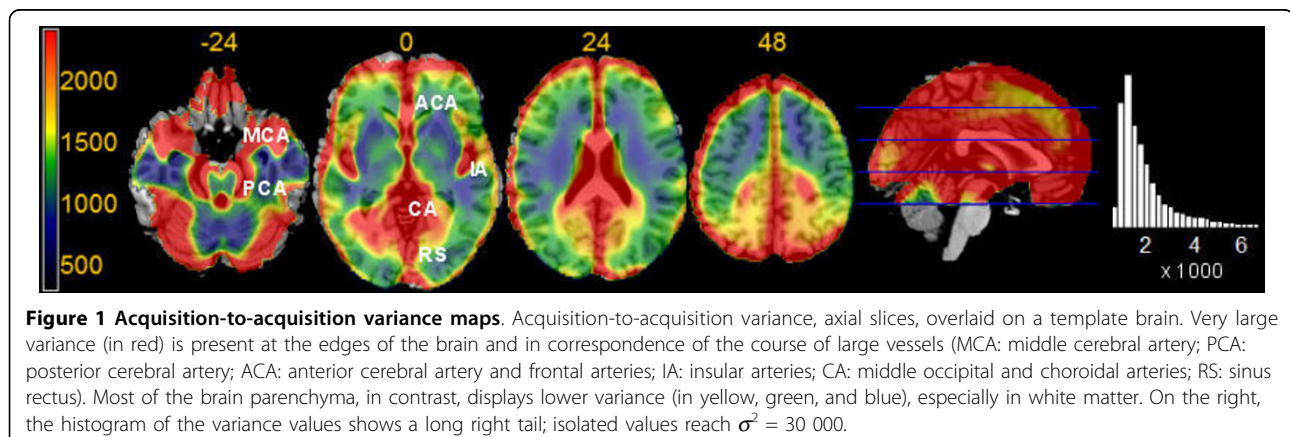 -24 0 24 48
2000
1500
1000
500
MCA
PCA
ACA
IA
CA
RS
2 4 6
x 1000
Figure 1 Acquisition-to-acquisition variance maps. Acquisition-to-acquisition variance, axial slices, overlaid on a template brain. Very large
variance (in red) is present at the edges of the brain and in correspondence of the course of large vessels (MCA: middle cerebral artery; PCA:
posterior cerebral artery; ACA: anterior cerebral artery and frontal arteries; IA: insular arteries; CA: middle occipital and choroidal arteries; RS: sinus
rectus). Most of the brain parenchyma, in contrast, displays lower variance (in yellow, green, and blue), especially in white matter. On the right,
the histogram of the variance values shows a long right tail; isolated values reach σ² = 30 000.